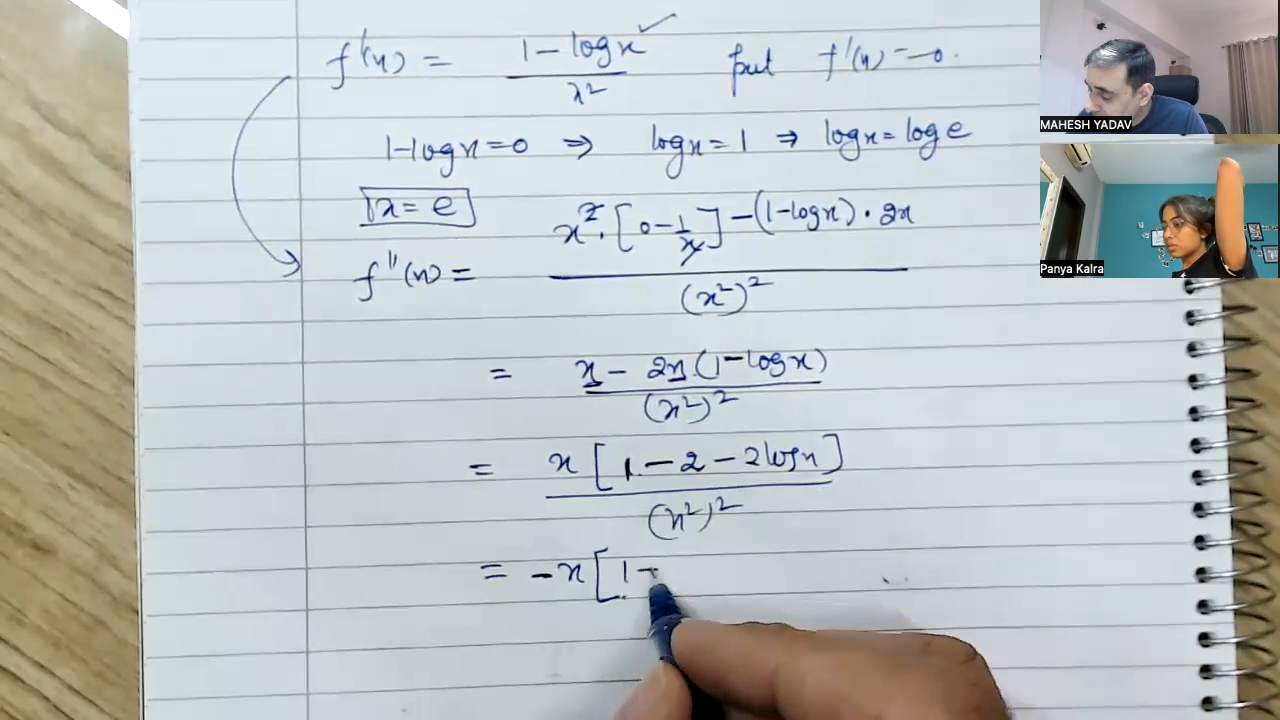 f'(x) = (1 - log x) / x² ✓ put f'(x) = 0.
1 - log x = 0 ⇒ log x = 1 ⇒ log x = log e
x = e
f''(x) = (x² · [0 - 1/x] - (1 - log x) · 2x) / (x²)²
= (x - 2x(1 - log x)) / (x²)²
= x[1 - 2 - 2 log x] / (x²)²
= -x[1 -
MAHESH YADAV
Panya Kalra